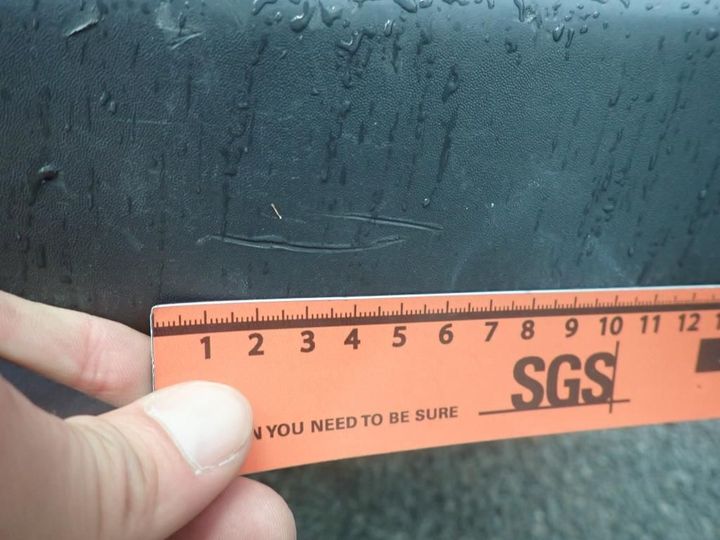 1 2 3 4 5 6 7 8 9 10 11 12
SGS
N YOU NEED TO BE SURE